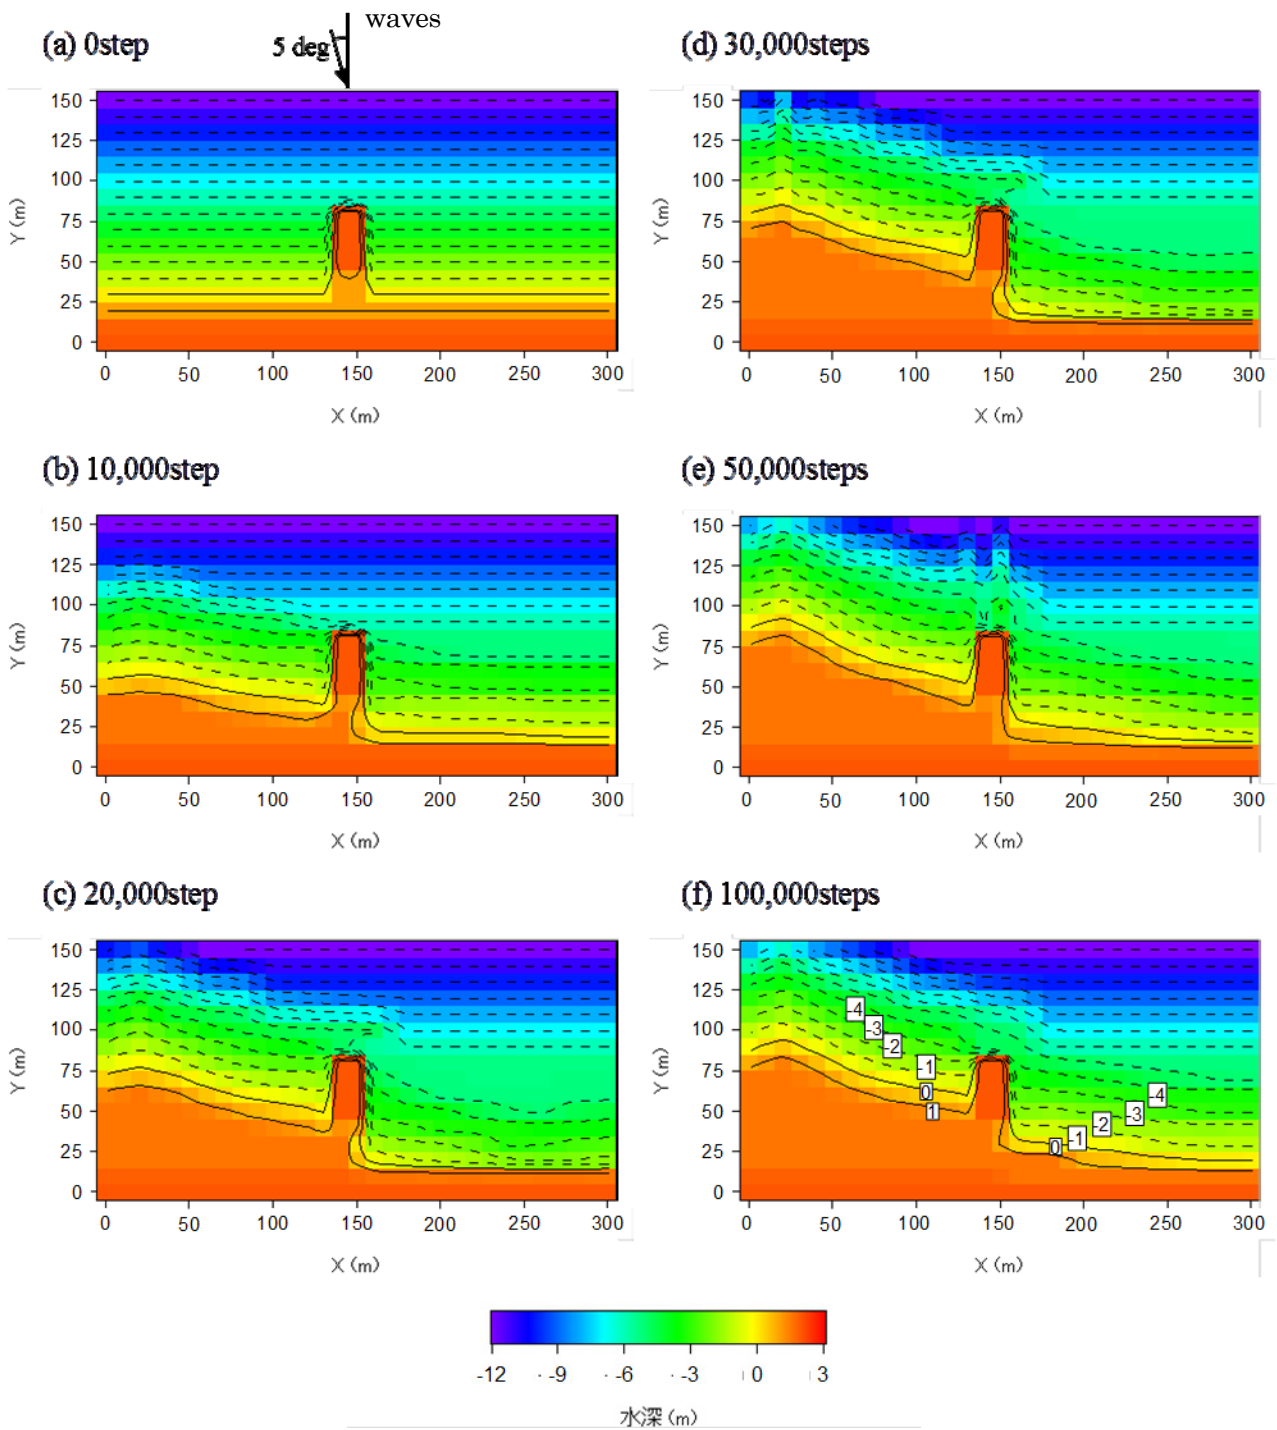 waves
5 deg
(a) 0step
150
125
100
75
50
25
0
Y (m)
0 50 100 150 200 250 300
X (m)
(d) 30,000steps
150
125
100
75
50
25
0
Y (m)
0 50 100 150 200 250 300
X (m)
(b) 10,000step
150
125
100
75
50
25
0
Y (m)
0 50 100 150 200 250 300
X (m)
(e) 50,000steps
150
125
100
75
50
25
0
Y (m)
0 50 100 150 200 250 300
X (m)
(c) 20,000step
150
125
100
75
50
25
0
Y (m)
0 50 100 150 200 250 300
X (m)
(f) 100,000steps
150
125
100
75
50
25
0
Y (m)
-4
-3
-2
-1
0
1
-4
-3
-2
-1
0
0 50 100 150 200 250 300
X (m)
-12 -9 -6 -3 0 3
水深 (m)